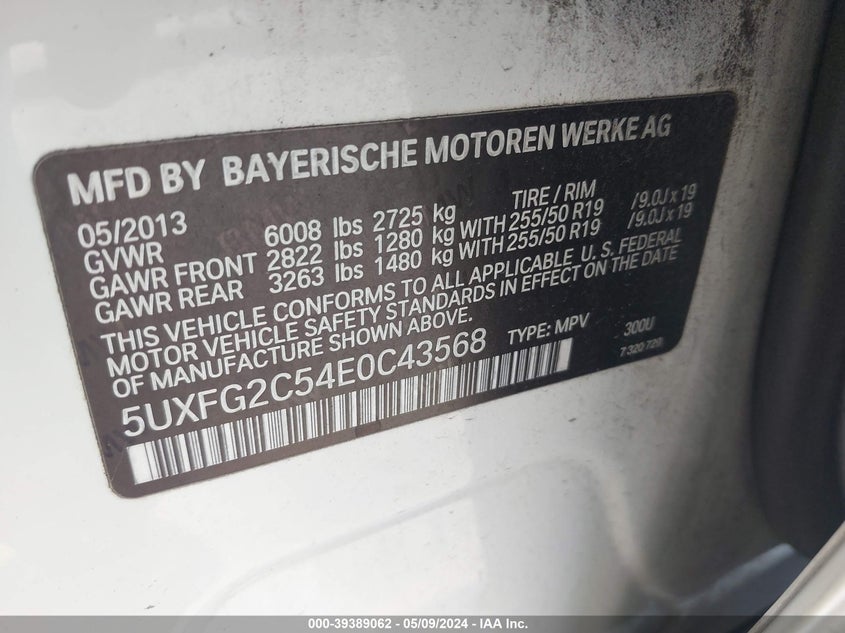 MFD BY BAYERISCHE MOTOREN WERKE AG
05/2013 TIRE / RIM
GVWR 6008 lbs 2725 kg
GAWR FRONT 2822 lbs 1280 kg WITH 255/50 R19 /9.0J x 19
GAWR REAR 3263 lbs 1480 kg WITH 255/50 R19 /9.0J x 19
THIS VEHICLE CONFORMS TO ALL APPLICABLE U. S. FEDERAL
MOTOR VEHICLE SAFETY STANDARDS IN EFFECT ON THE DATE
OF MANUFACTURE SHOWN ABOVE.
TYPE: MPV 300U
5UXFG2C54E0C43568
7 320 720
000-39389062 - 05/09/2024 - IAA Inc.